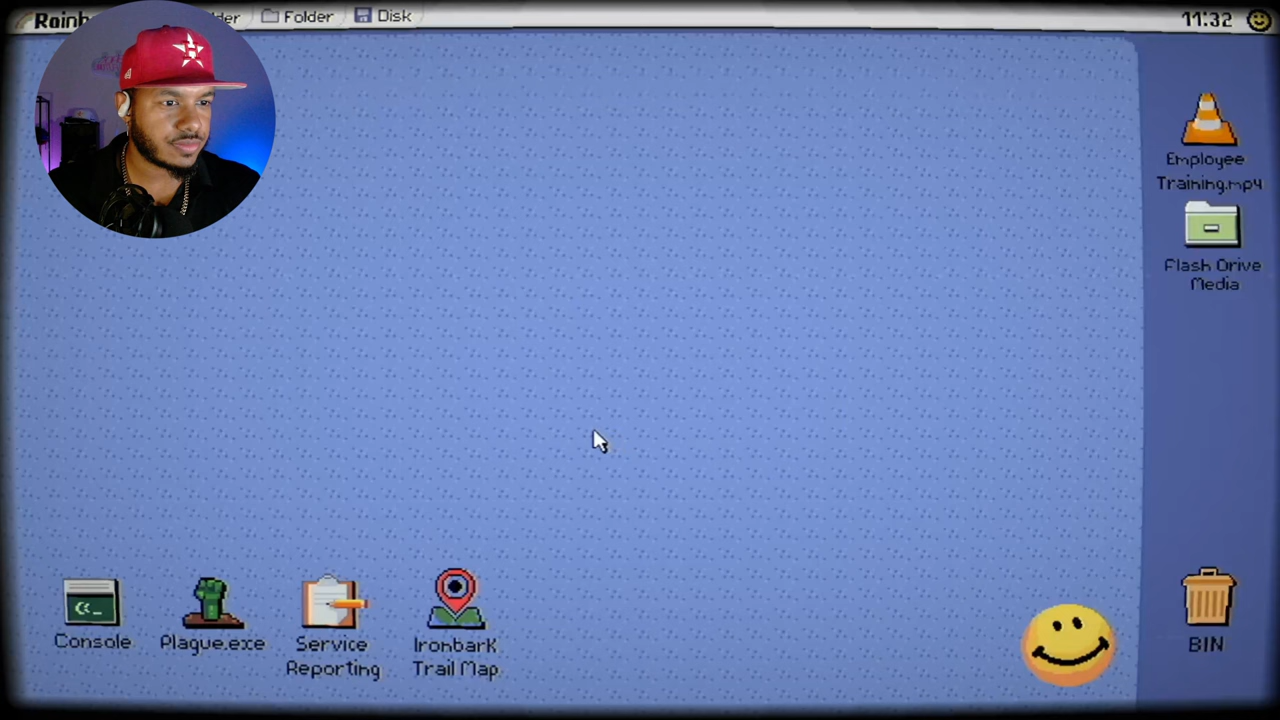 Folder
Disk
11:32
Employee
Training.mp4
Flash Drive
Media
Console
Plague.exe
Service
Reporting
Ironbark
Trail Map
BIN